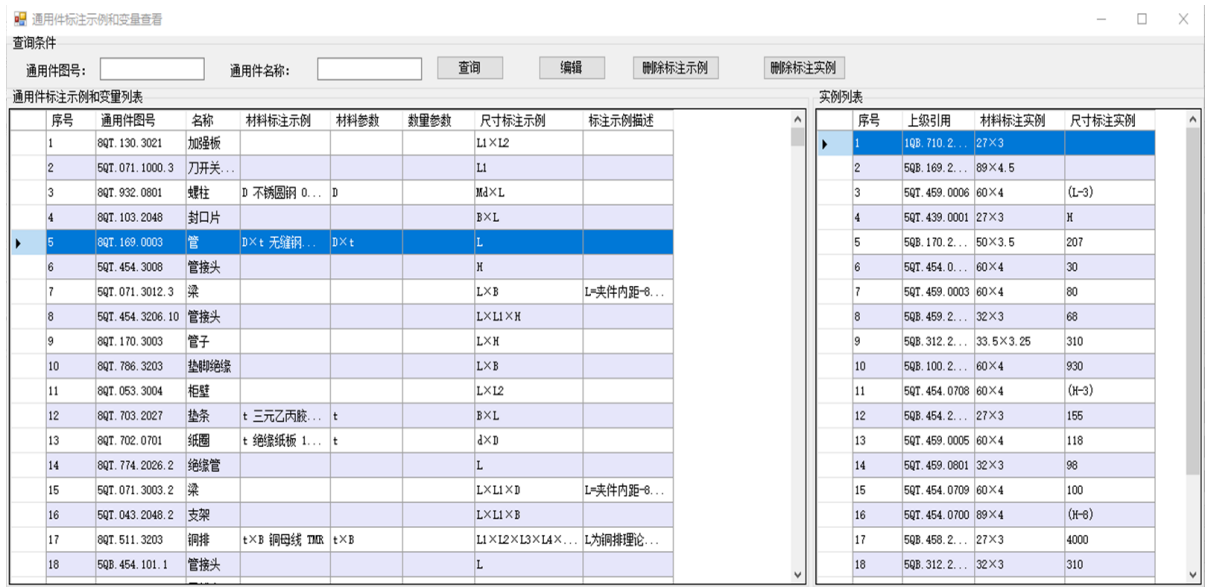 通用件标注示例和变量查看
查询条件
通用件图号: 通用件名称: 查询 编辑 删除标注示例 删除标注实例
通用件标注示例和变量列表
序号 通用件图号 名称 材料标注示例 材料参数 数量参数 尺寸标注示例 标注示例描述
1 8QT.130.3021 加强板 L1×L2
2 5QT.071.1000.3 刀开关... L1
3 8QT.932.0801 螺柱 D 不锈圆钢 0... D Md×L
4 8QT.103.2048 封口片 B×L
5 8QT.169.0003 管 D×t 无缝钢... D×t L
6 5QT.454.3008 管接头 H
7 5QT.071.3012.3 梁 L×B L=夹件内距-8...
8 5QT.454.3206.10 管接头 L×L1×H
9 8QT.170.3003 管子 L×H
10 8QT.786.3203 垫脚绝缘 L×B
11 8QT.053.3004 柜壁 L×L2
12 8QT.703.2027 垫条 t 三元乙丙胶... t B×L
13 8QT.702.0701 纸圈 t 绝缘纸板 1... t d×D
14 8QT.774.2026.2 绝缘管 L
15 5QT.071.3003.2 梁 L×L1×D L=夹件内距-8...
16 5QT.043.2048.2 支架 L×L1×B
17 8QT.511.3203 铜排 t×B 铜母线 TMR t×B L1×L2×L3×L4×... L为铜排理论...
18 5QB.454.101.1 管接头 L
实例列表
序号 上级引用 材料标注实例 尺寸标注实例
1 1QB.710.2... 27×3
2 5QB.169.2... 89×4.5
3 5QT.459.0006 60×4 (L-3)
4 5QT.439.0001 27×3 H
5 5QB.170.2... 50×3.5 207
6 5QT.454.0... 60×4 30
7 5QT.459.0003 60×4 80
8 5QB.459.2... 32×3 68
9 5QB.312.2... 33.5×3.25 310
10 5QB.100.2... 60×4 930
11 5QT.454.0708 60×4 (H-3)
12 5QB.454.2... 27×3 155
13 5QT.459.0005 60×4 118
14 5QT.459.0801 32×3 98
15 5QT.454.0709 60×4 100
16 5QT.454.0700 89×4 (H-8)
17 5QB.458.2... 27×3 4000
18 5QB.312.2... 32×3 310